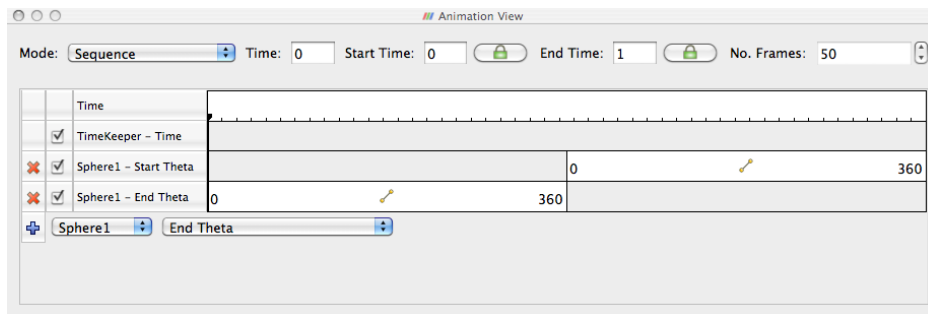 Animation View
Mode: Sequence Time: 0 Start Time: 0 End Time: 1 No. Frames: 50
Time
TimeKeeper - Time
Sphere1 - Start Theta 0 360
Sphere1 - End Theta 0 360
Sphere1 End Theta